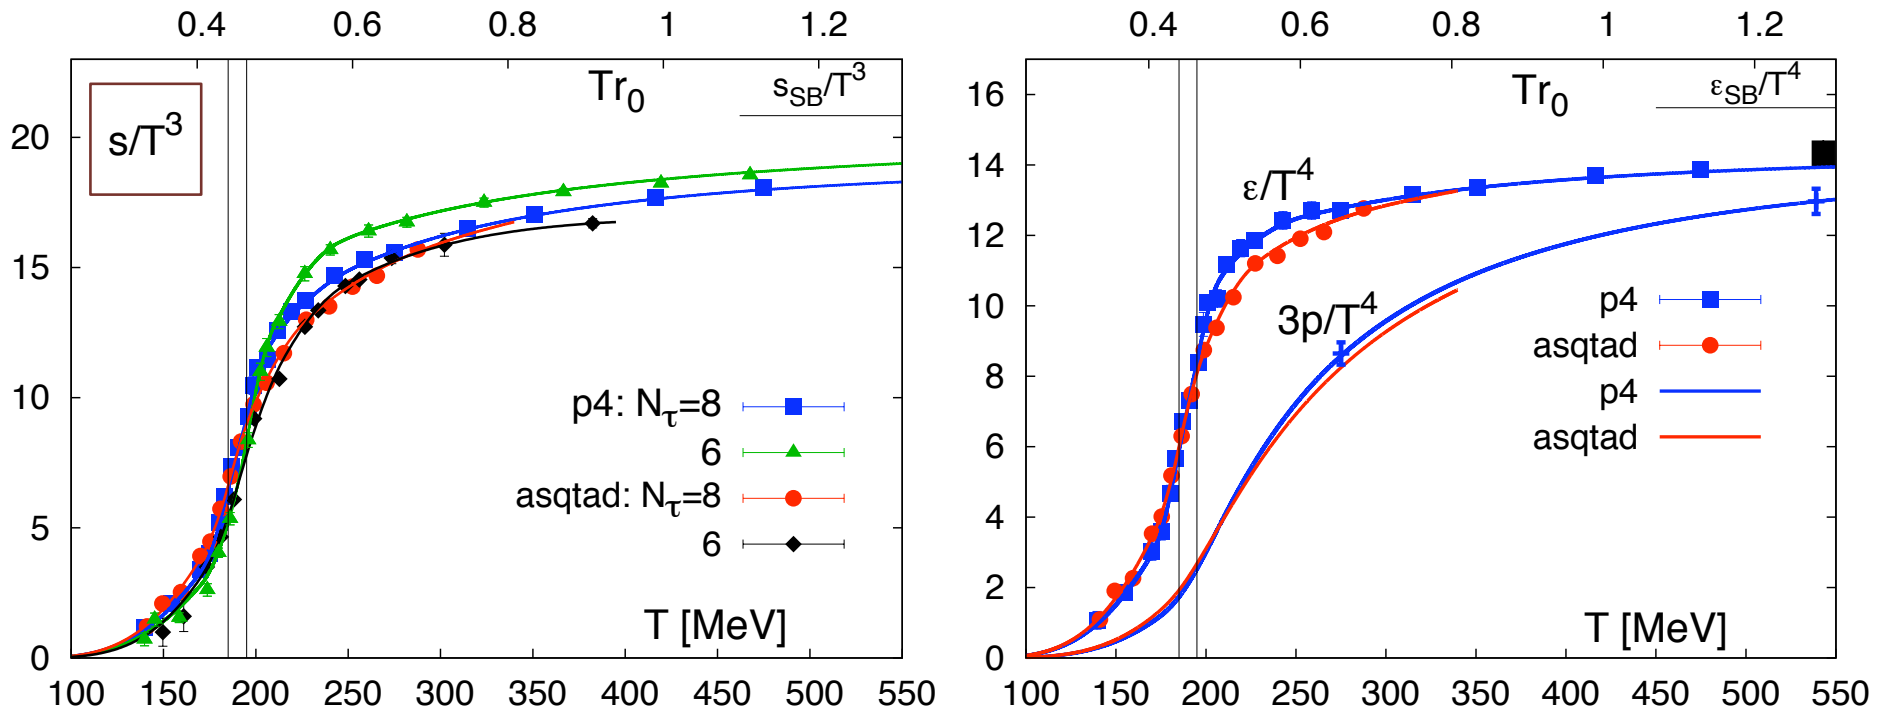 0.4 0.6 0.8 1 1.2
Tr₀
s_SB/T³
s/T³
20
15
10
5
0
p4: N_τ=8
6
asqtad: N_τ=8
6
T [MeV]
100 150 200 250 300 350 400 450 500 550
0.4 0.6 0.8 1 1.2
Tr₀
ε_SB/T⁴
16
14
12
10
8
6
4
2
0
ε/T⁴
3p/T⁴
p4
asqtad
p4
asqtad
T [MeV]
100 150 200 250 300 350 400 450 500 550